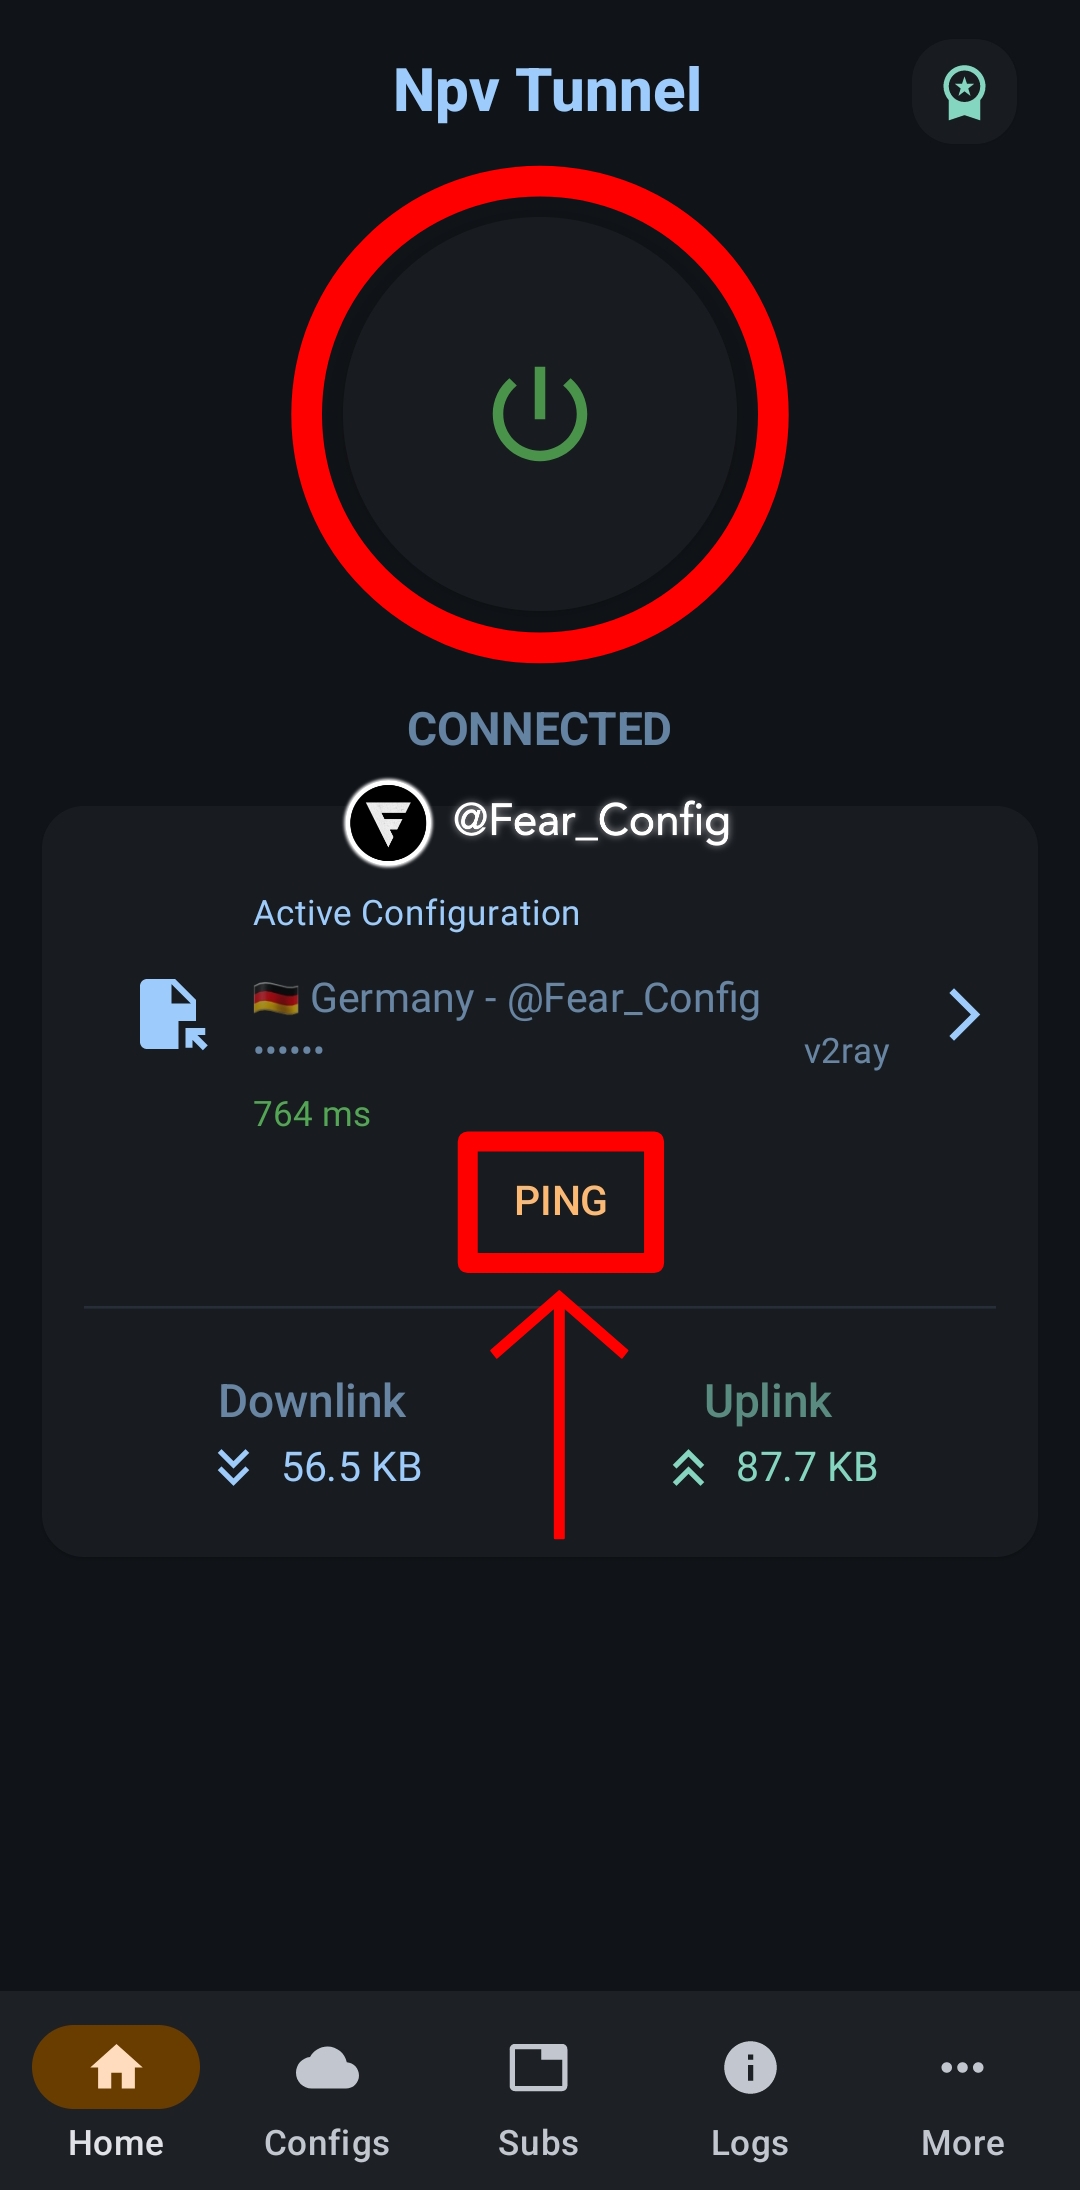 Npv Tunnel
CONNECTED
@Fear_Config
Active Configuration
🇩🇪 Germany - @Fear_Config
••••••
v2ray
764 ms
PING
Downlink
Uplink
56.5 KB
87.7 KB
Home
Configs
Subs
Logs
More